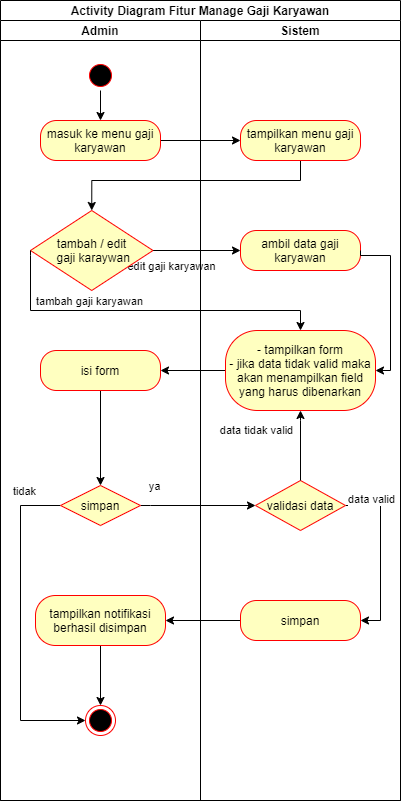 Activity Diagram Fitur Manage Gaji Karyawan
Admin
Sistem
masuk ke menu gaji
karyawan
tampilkan menu gaji
karyawan
tambah / edit
gaji karaywan
edit gaji karyawan
ambil data gaji
karyawan
tambah gaji karyawan
- tampilkan form
- jika data tidak valid maka
akan menampilkan field
yang harus dibenarkan
isi form
data tidak valid
tidak
simpan
ya
validasi data
data valid
tampilkan notifikasi
berhasil disimpan
simpan